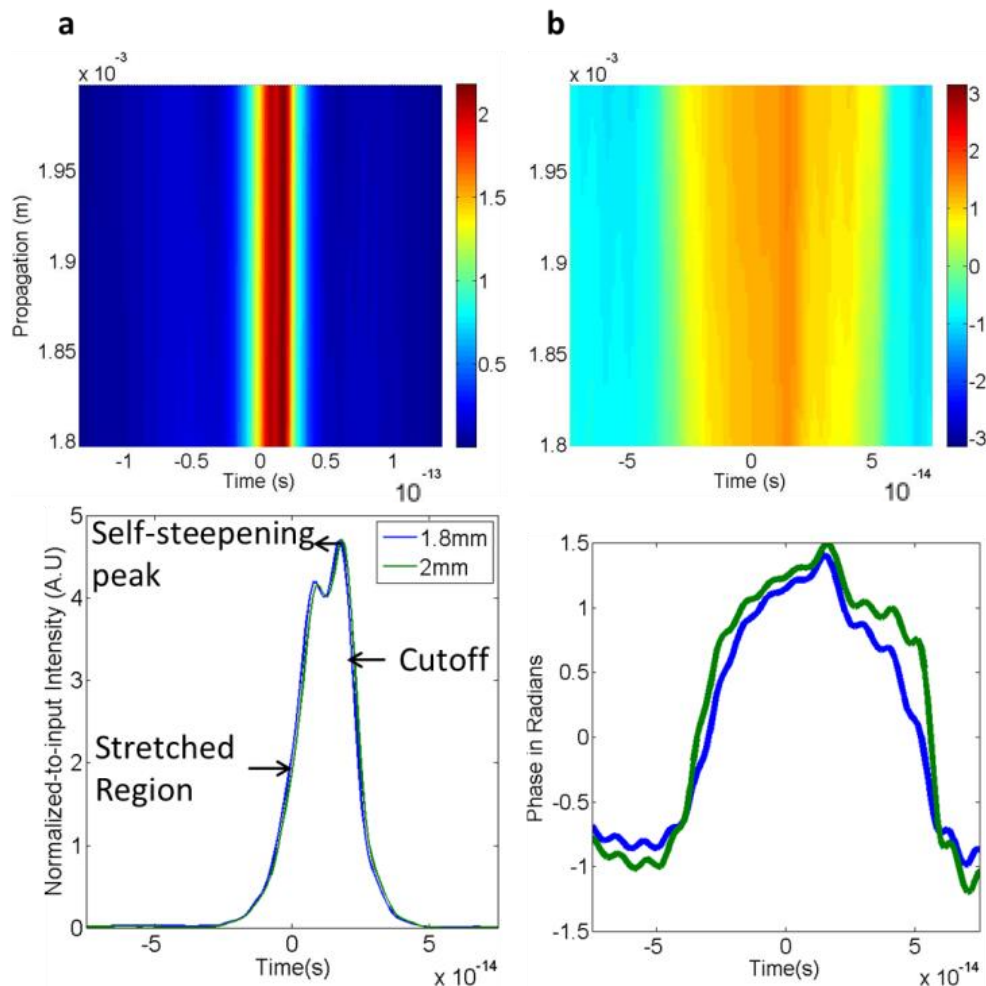 a
b
x 10⁻³
2
1.5
1
0.5
1.95
1.9
1.85
1.8
Propagation (m)
-1 -0.5 0 0.5 1
Time (s)
10⁻¹³
x 10⁻³
3
2
1
0
-1
-2
-3
1.95
1.9
1.85
1.8
-5 0 5
Time (s)
10⁻¹⁴
5
4
3
2
1
0
Normalized-to-input Intensity (A.U)
Self-steepening
peak
1.8mm
2mm
Cutoff
Stretched
Region
-5 0 5
Time(s)
x 10⁻¹⁴
1.5
1
0.5
0
-0.5
-1
-1.5
Phase in Radians
-5 0 5
Time(s)
x 10⁻¹⁴